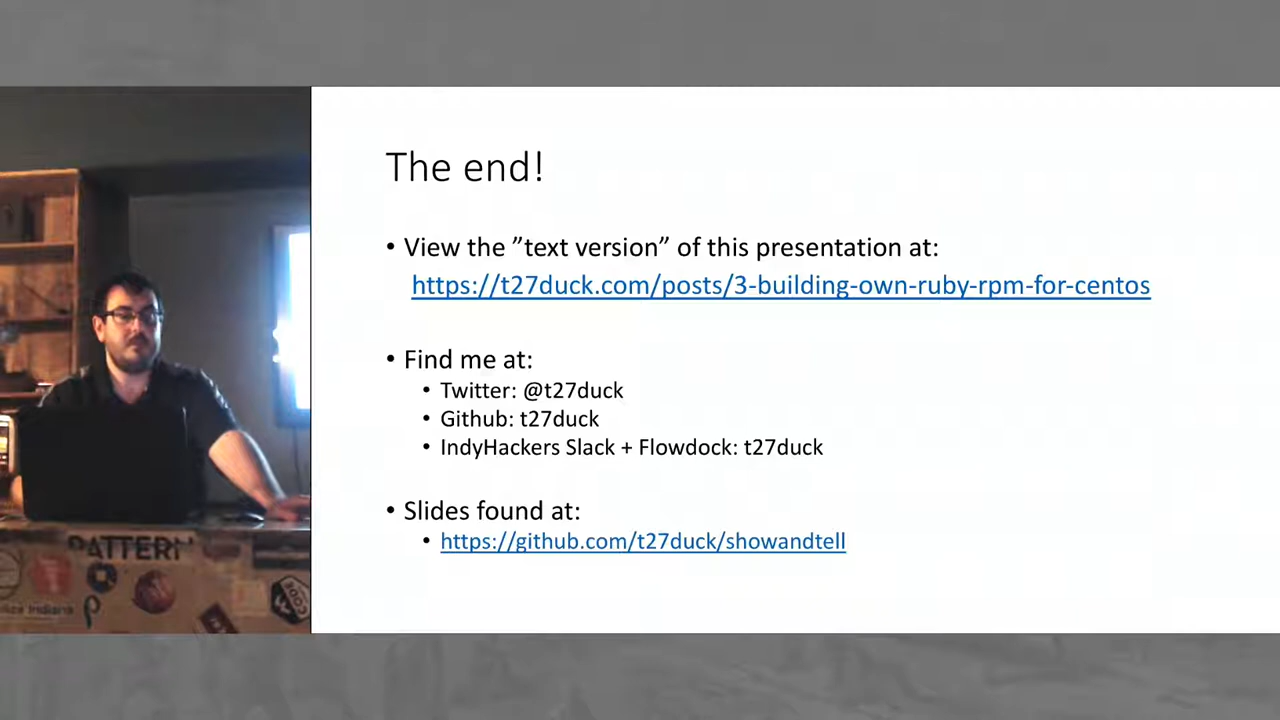 The end!
• View the ”text version” of this presentation at:
https://t27duck.com/posts/3-building-own-ruby-rpm-for-centos
• Find me at:
• Twitter: @t27duck
• Github: t27duck
• IndyHackers Slack + Flowdock: t27duck
• Slides found at:
• https://github.com/t27duck/showandtell
PATTERN
CODE